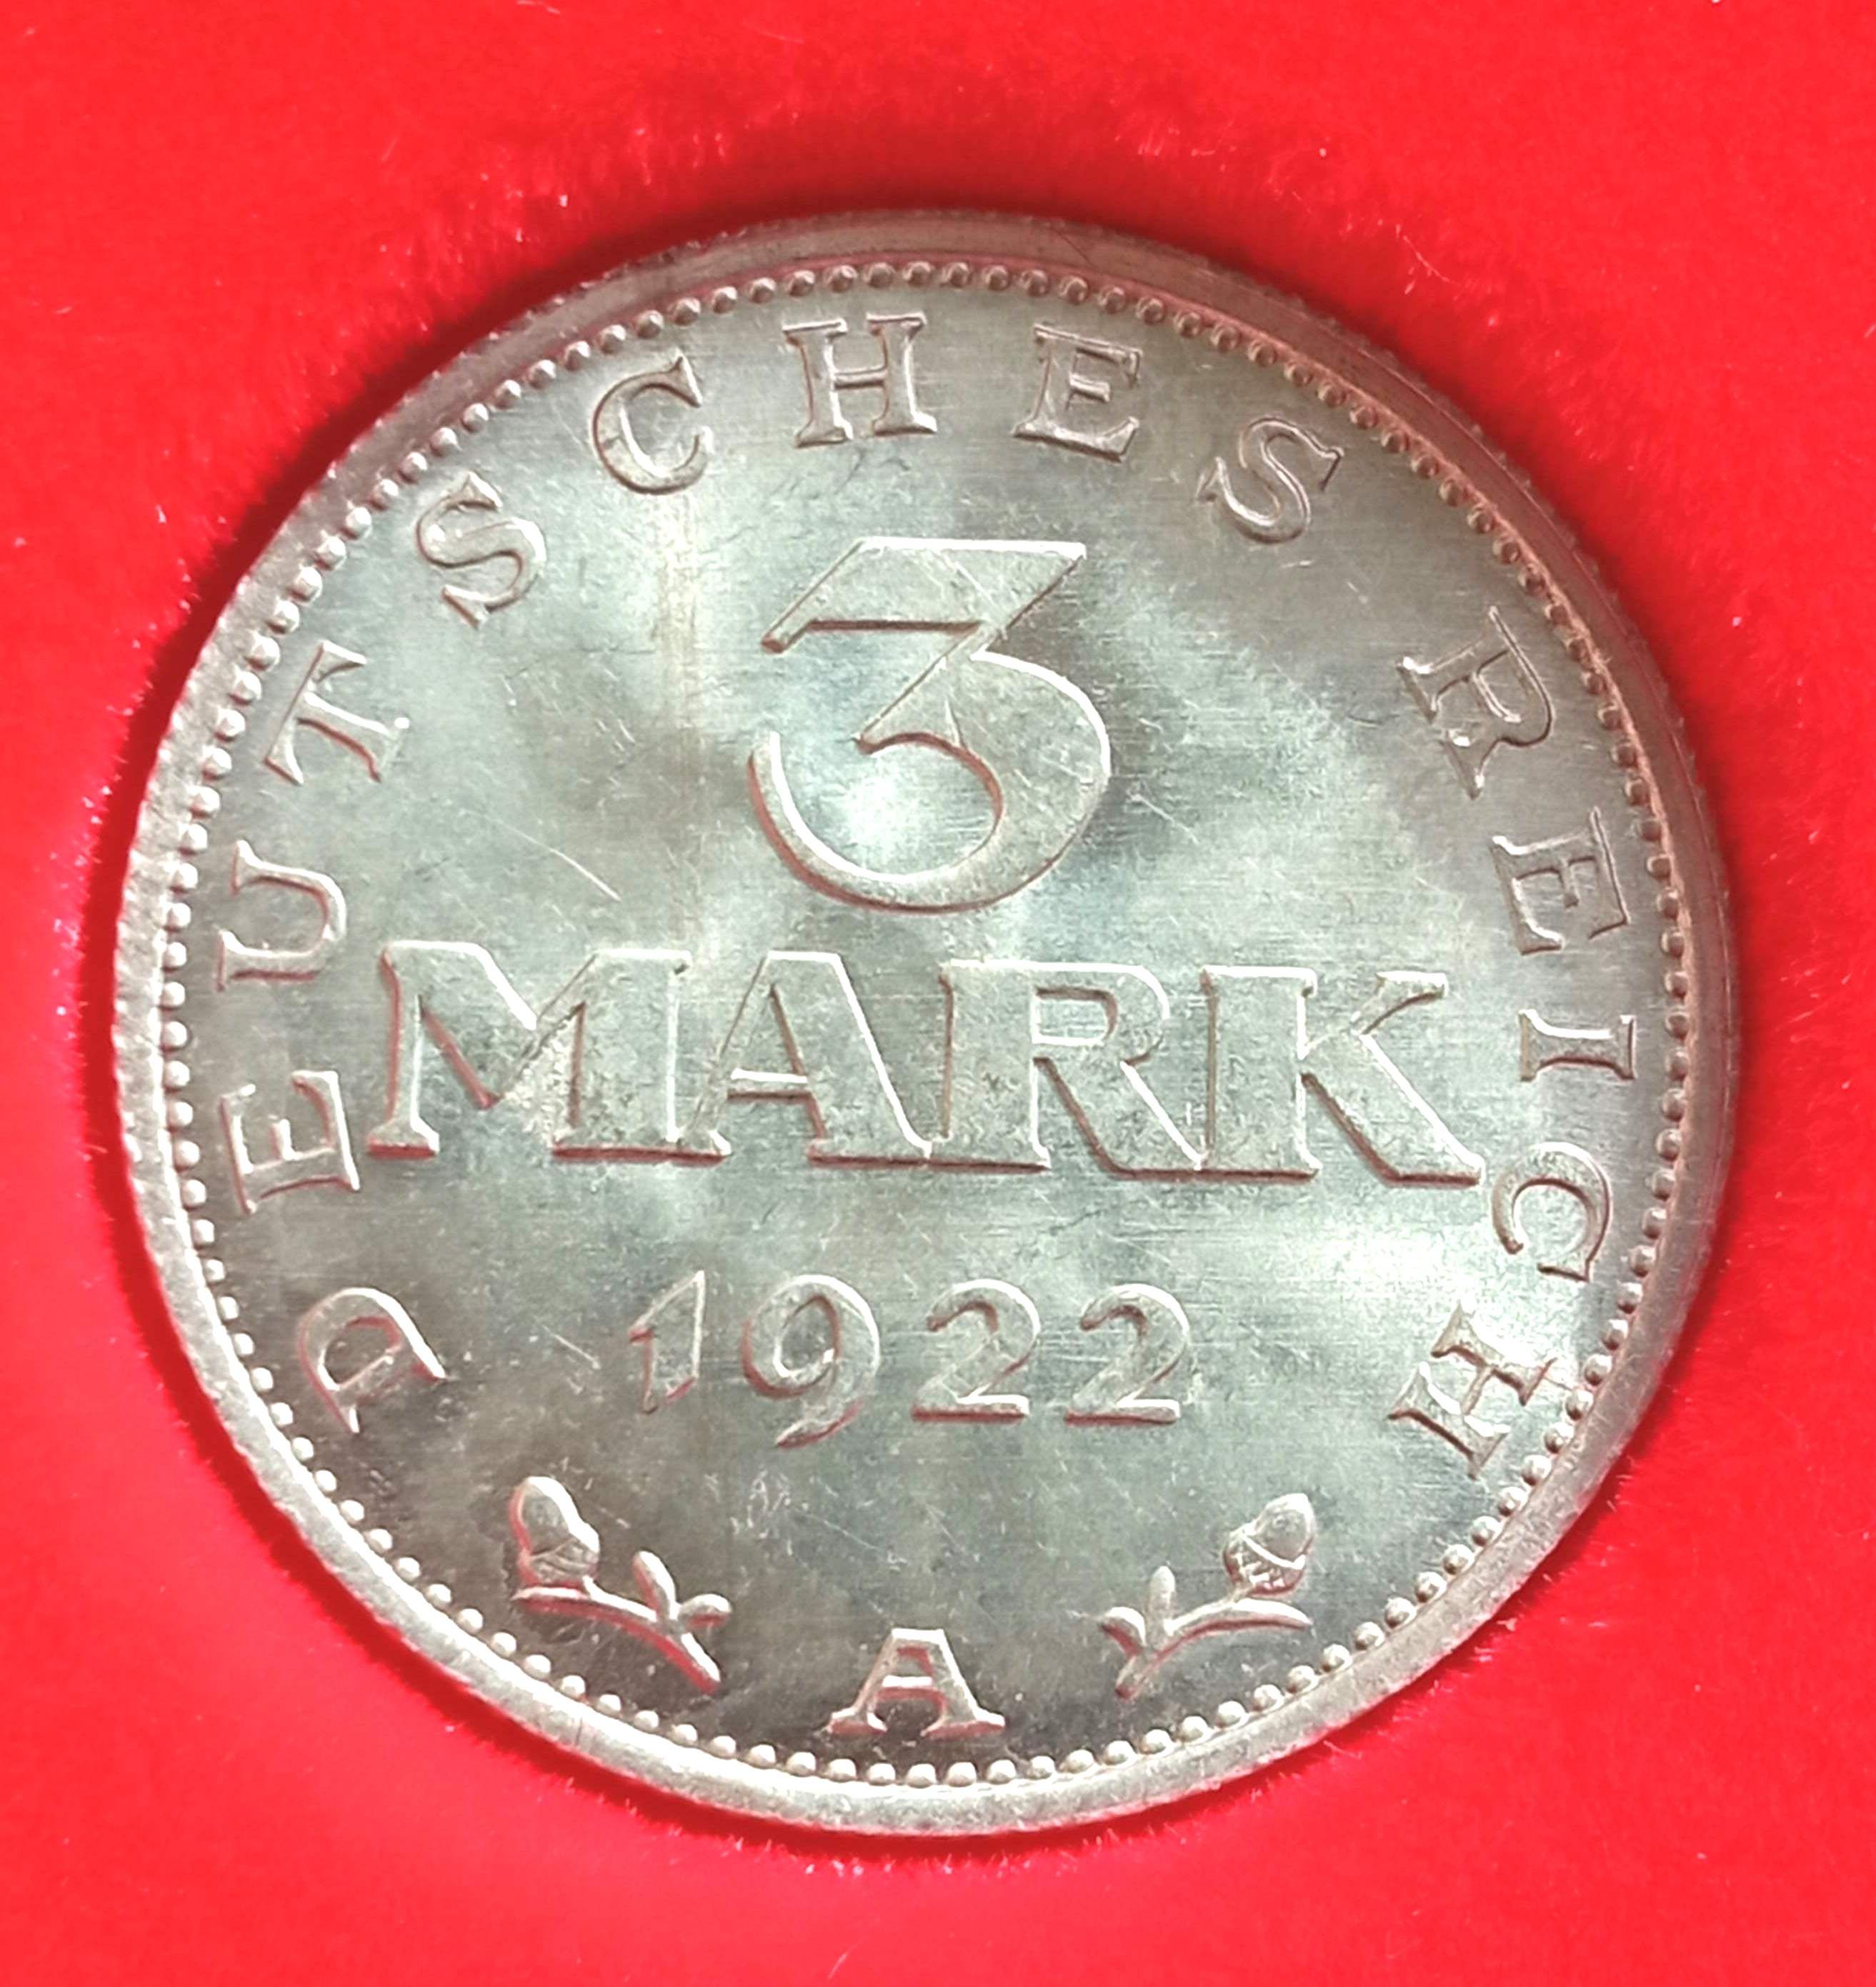 DEUTSCHES REICH
3
MARK
1922
A